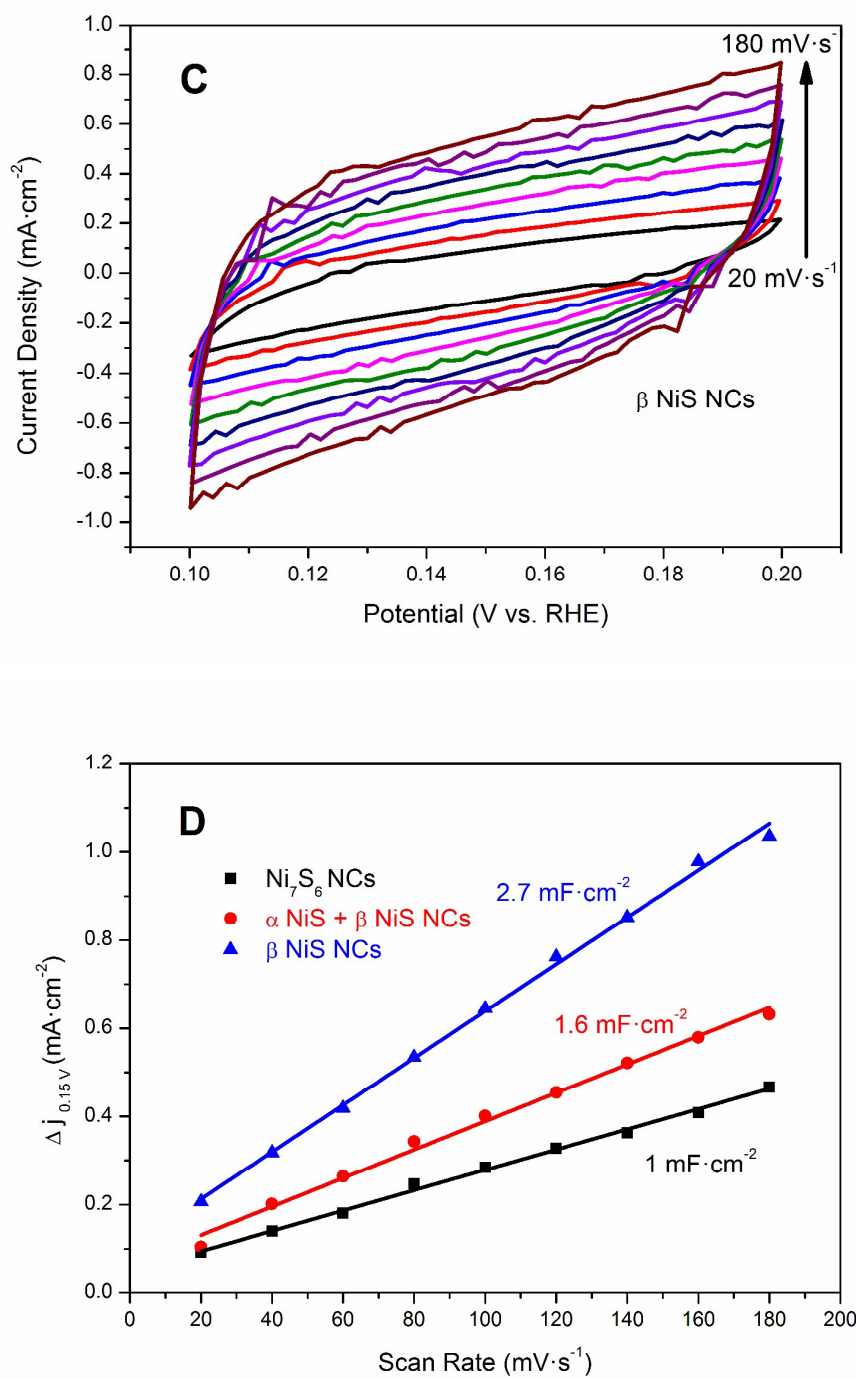 C
180 mV·s⁻
20 mV·s⁻¹
β NiS NCs
1.0
0.8
0.6
0.4
0.2
0.0
-0.2
-0.4
-0.6
-0.8
-1.0
Current Density (mA·cm⁻²)
0.10 0.12 0.14 0.16 0.18 0.20
Potential (V vs. RHE)
D
Ni₇S₆ NCs
α NiS + β NiS NCs
β NiS NCs
2.7 mF·cm⁻²
1.6 mF·cm⁻²
1 mF·cm⁻²
1.2
1.0
0.8
0.6
0.4
0.2
0.0
Δ j 0.15 V (mA·cm⁻²)
0 20 40 60 80 100 120 140 160 180 200
Scan Rate (mV·s⁻¹)